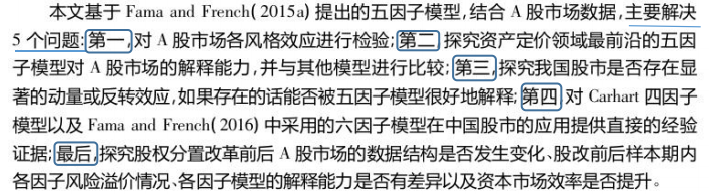 本文基于 Fama and French(2015a)提出的五因子模型,结合 A 股市场数据,主要解决
5 个问题:第一,对 A 股市场各风格效应进行检验;第二 探究资产定价领域最前沿的五因
子模型对 A 股市场的解释能力,并与其他模型进行比较;第三,探究我国股市是否存在显
著的动量或反转效应,如果存在的话能否被五因子模型很好地解释;第四 对 Carhart 四因子
模型以及 Fama and French(2016)中采用的六因子模型在中国股市的应用提供直接的经验
证据;最后,探究股权分置改革前后 A 股市场的数据结构是否发生变化、股改前后样本期内
各因子风险溢价情况、各因子模型的解释能力是否有差异以及资本市场效率是否提升。